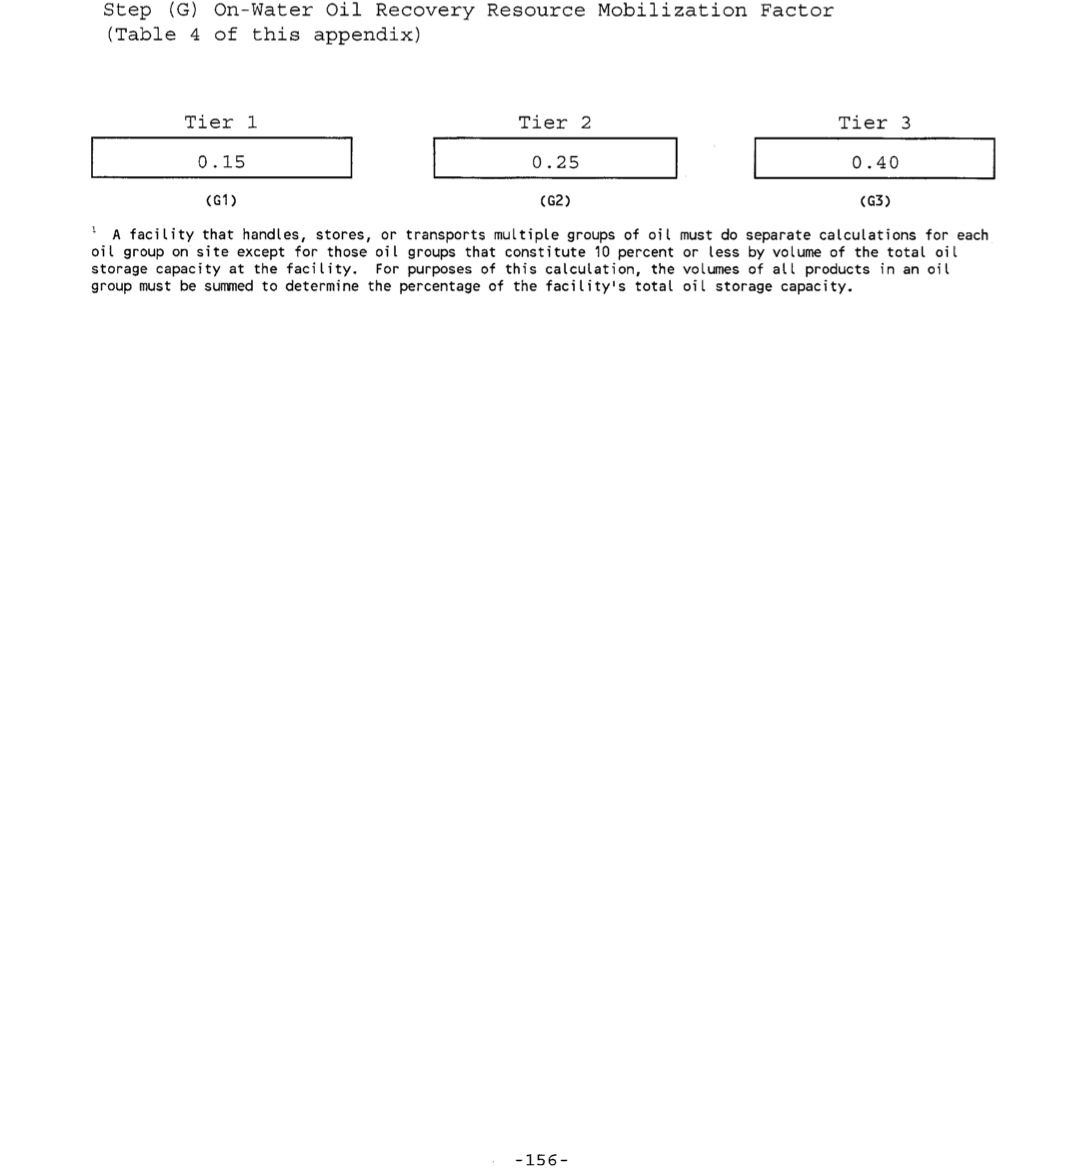 Step (G) On-Water Oil Recovery Resource Mobilization Factor
(Table 4 of this appendix)
Tier 1 Tier 2 Tier 3
0.15 0.25 0.40
(G1) (G2) (G3)
1 A facility that handles, stores, or transports multiple groups of oil must do separate calculations for each
oil group on site except for those oil groups that constitute 10 percent or less by volume of the total oil
storage capacity at the facility. For purposes of this calculation, the volumes of all products in an oil
group must be summed to determine the percentage of the facility's total oil storage capacity.
-156-